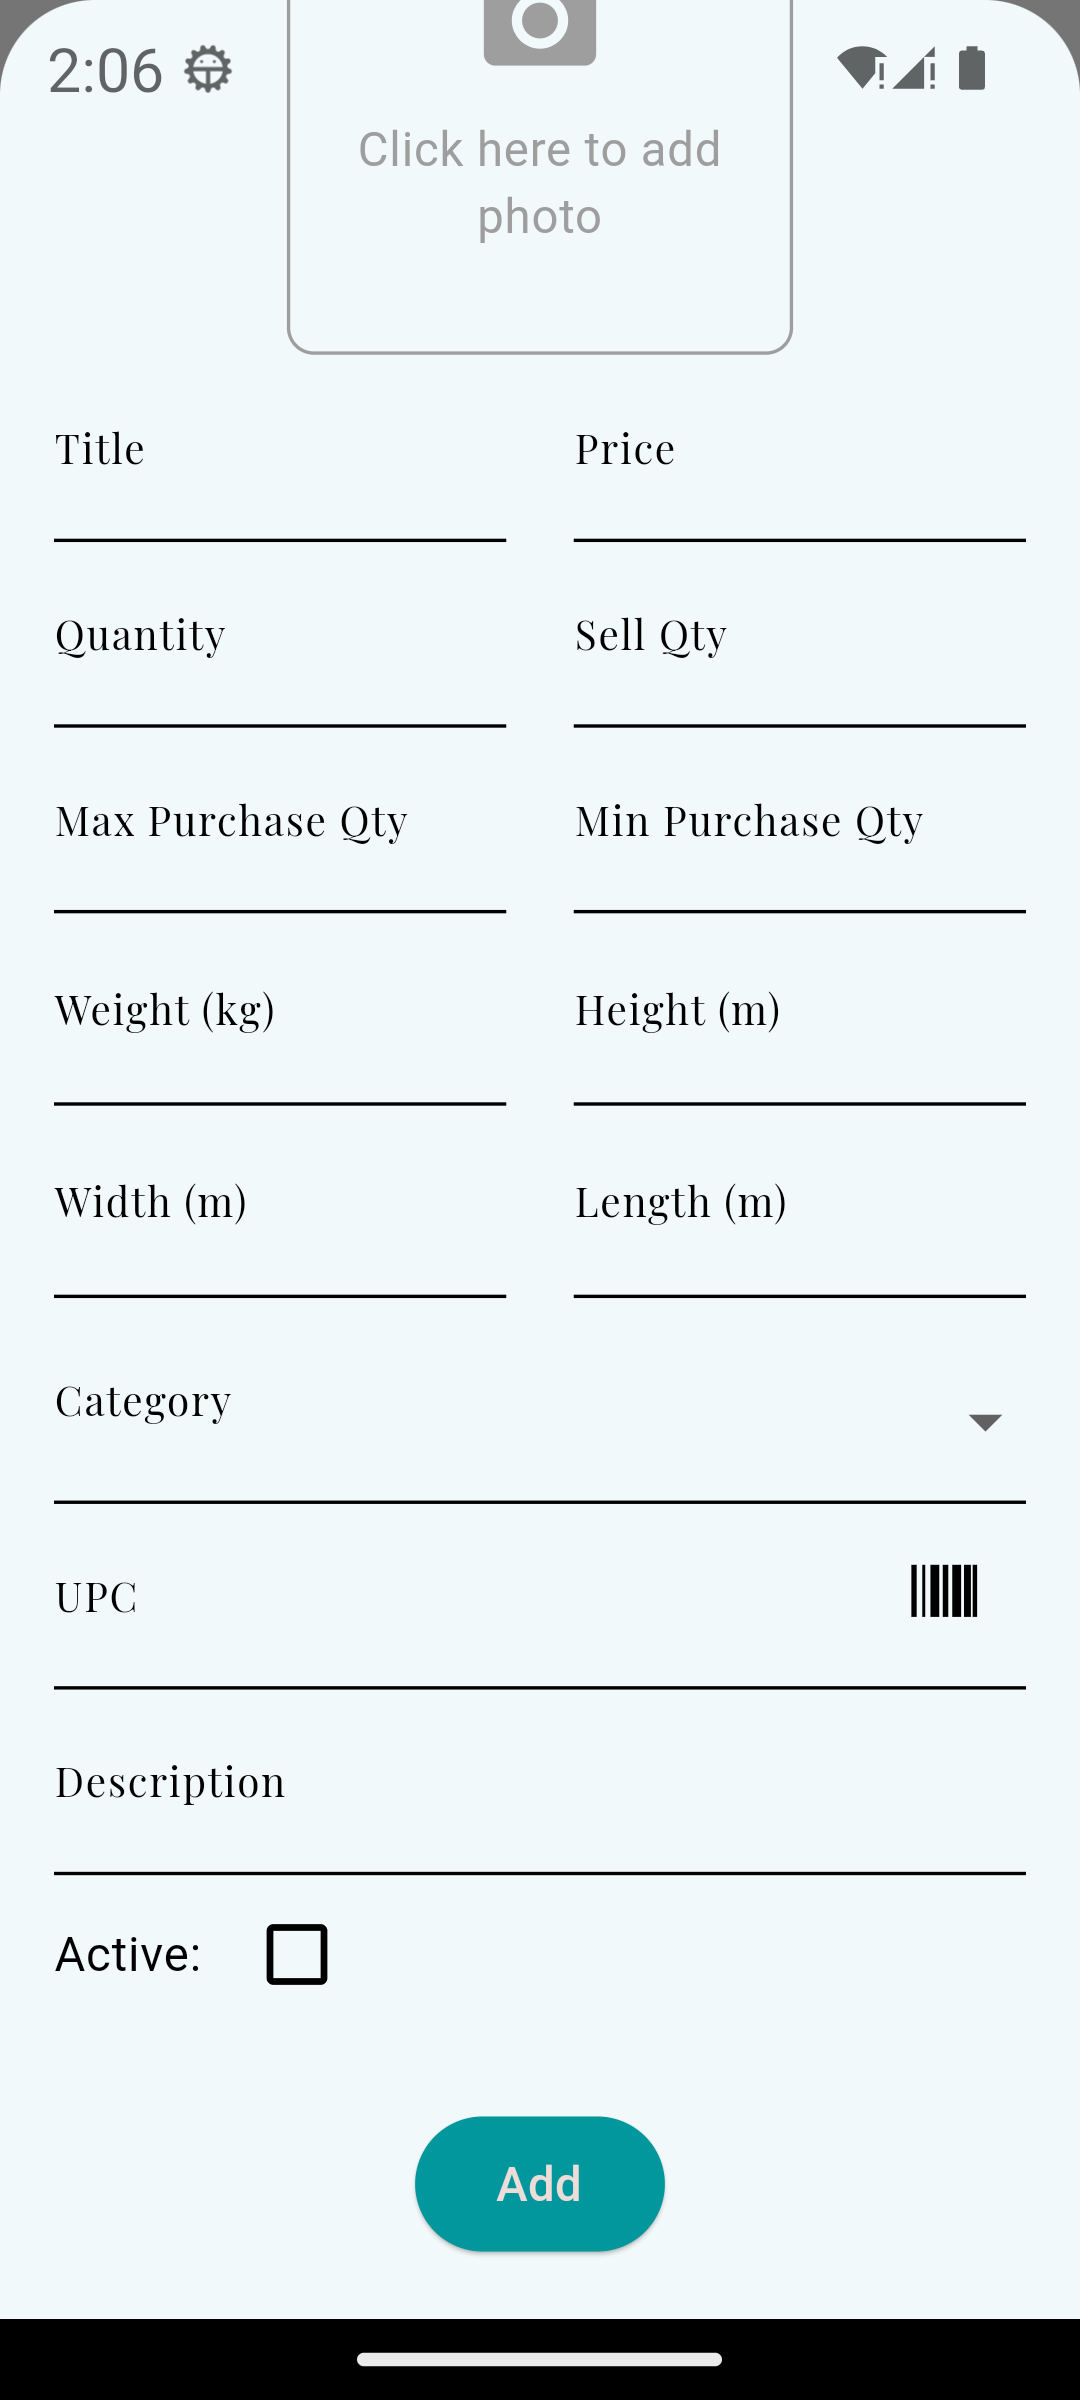 2:06
Click here to add
photo
Title
Price
Quantity
Sell Qty
Max Purchase Qty
Min Purchase Qty
Weight (kg)
Height (m)
Width (m)
Length (m)
Category
UPC
Description
Active:
Add